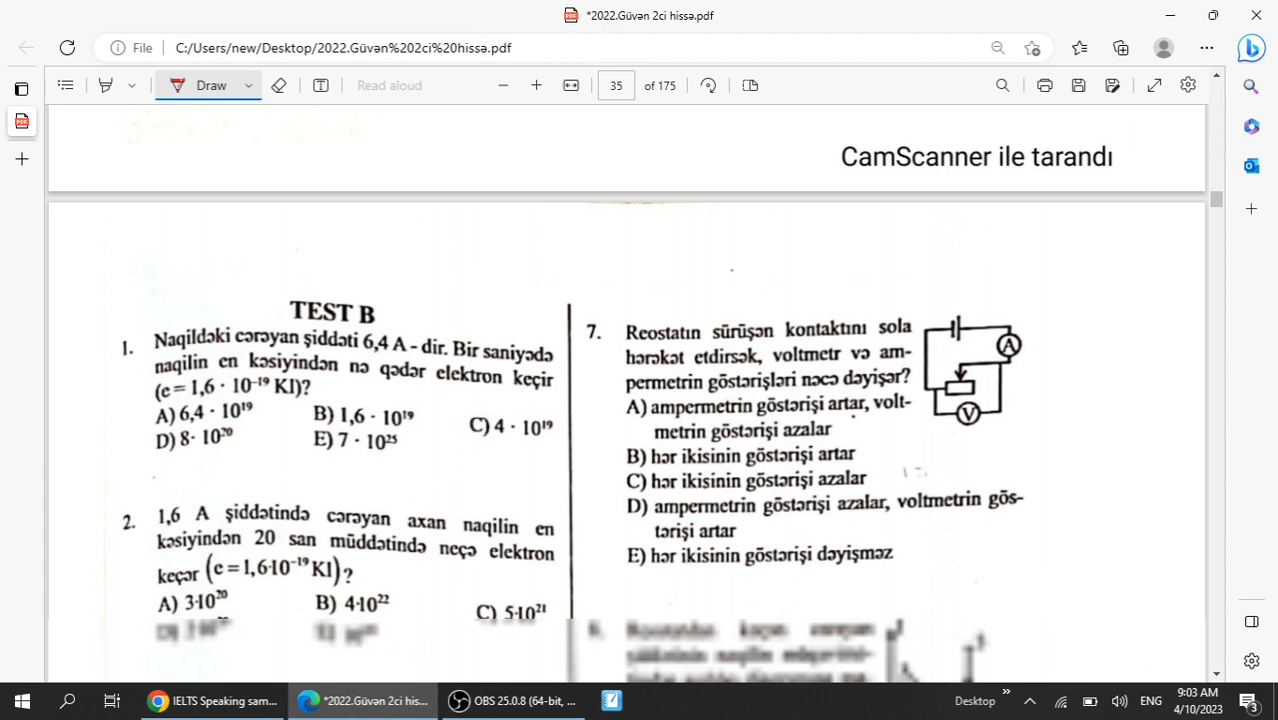 *2022.Güvən 2ci hissə.pdf
File
C:/Users/new/Desktop/2022.Güvən%202ci%20hissə.pdf
Draw
Read aloud
35
of 175
CamScanner ile tarandı
TEST B
1. Naqildəki cərəyan şiddəti 6,4 A - dir. Bir saniyədə
naqilin en kəsiyindən nə qədər elektron keçir
(e = 1,6 · 10⁻¹⁹ Kl)?
A) 6,4 · 10¹⁹ B) 1,6 · 10¹⁹ C) 4 · 10¹⁹
D) 8· 10²⁰ E) 7 · 10²⁵
2. 1,6 A şiddətində cərəyan axan naqilin en
kəsiyindən 20 san müddətində neçə elektron
keçər (e = 1,6·10⁻¹⁹ Kl)?
A) 3·10²⁰ B) 4·10²² C) 5·10²¹
7. Reostatın sürüşən kontaktını sola
hərəkət etdirsək, voltmetr və am-
permetrin göstərişləri necə dəyişər?
A) ampermetrin göstərişi artar, volt-
metrin göstərişi azalar
B) hər ikisinin göstərişi artar
C) hər ikisinin göstərişi azalar
D) ampermetrin göstərişi azalar, voltmetrin gös-
tərişi artar
E) hər ikisinin göstərişi dəyişməz
A
V
IELTS Speaking sam...
*2022.Güvən 2ci his...
OBS 25.0.8 (64-bit, ...
Desktop
ENG
9:03 AM
4/10/2023
3